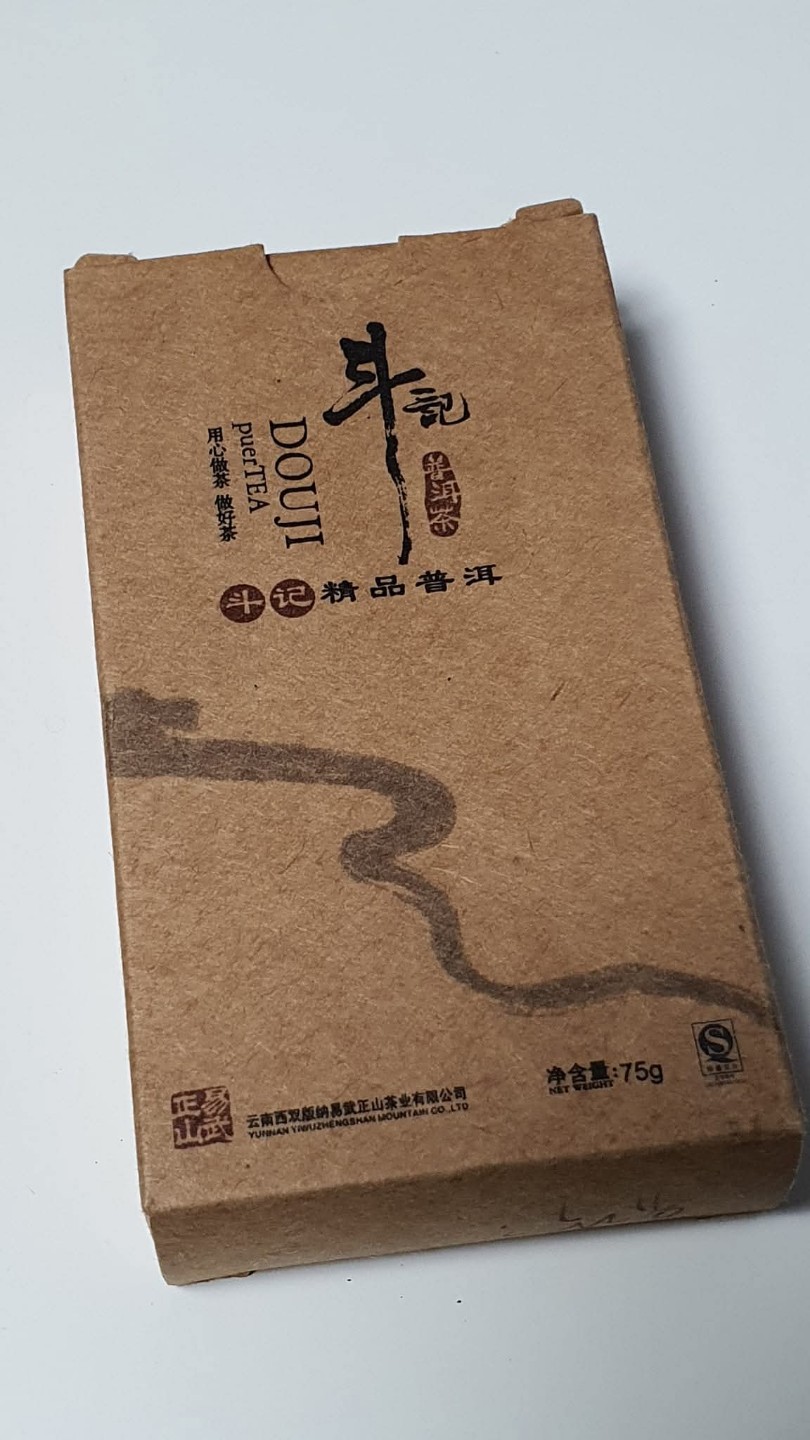 斗记
普洱茶
DOUJI
puerTEA
用心做茶 做好茶
斗记精品普洱
易武正山
云南西双版纳易武正山茶业有限公司
YUNNAN YIWUZHENGSHAN MOUNTAIN CO.,LTD
净含量:75g
NET WEIGHT